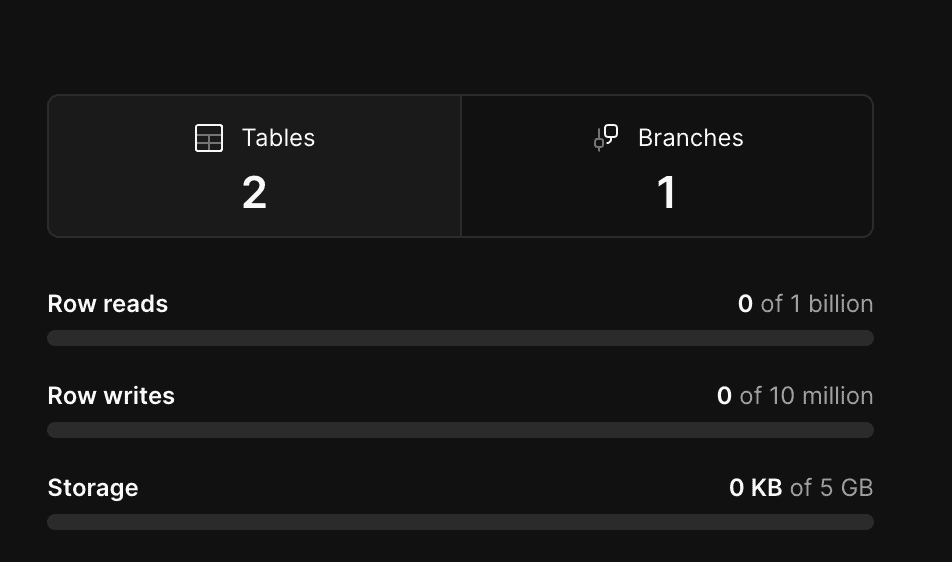 Tables
2
Branches
1
Row reads
0 of 1 billion
Row writes
0 of 10 million
Storage
0 KB of 5 GB